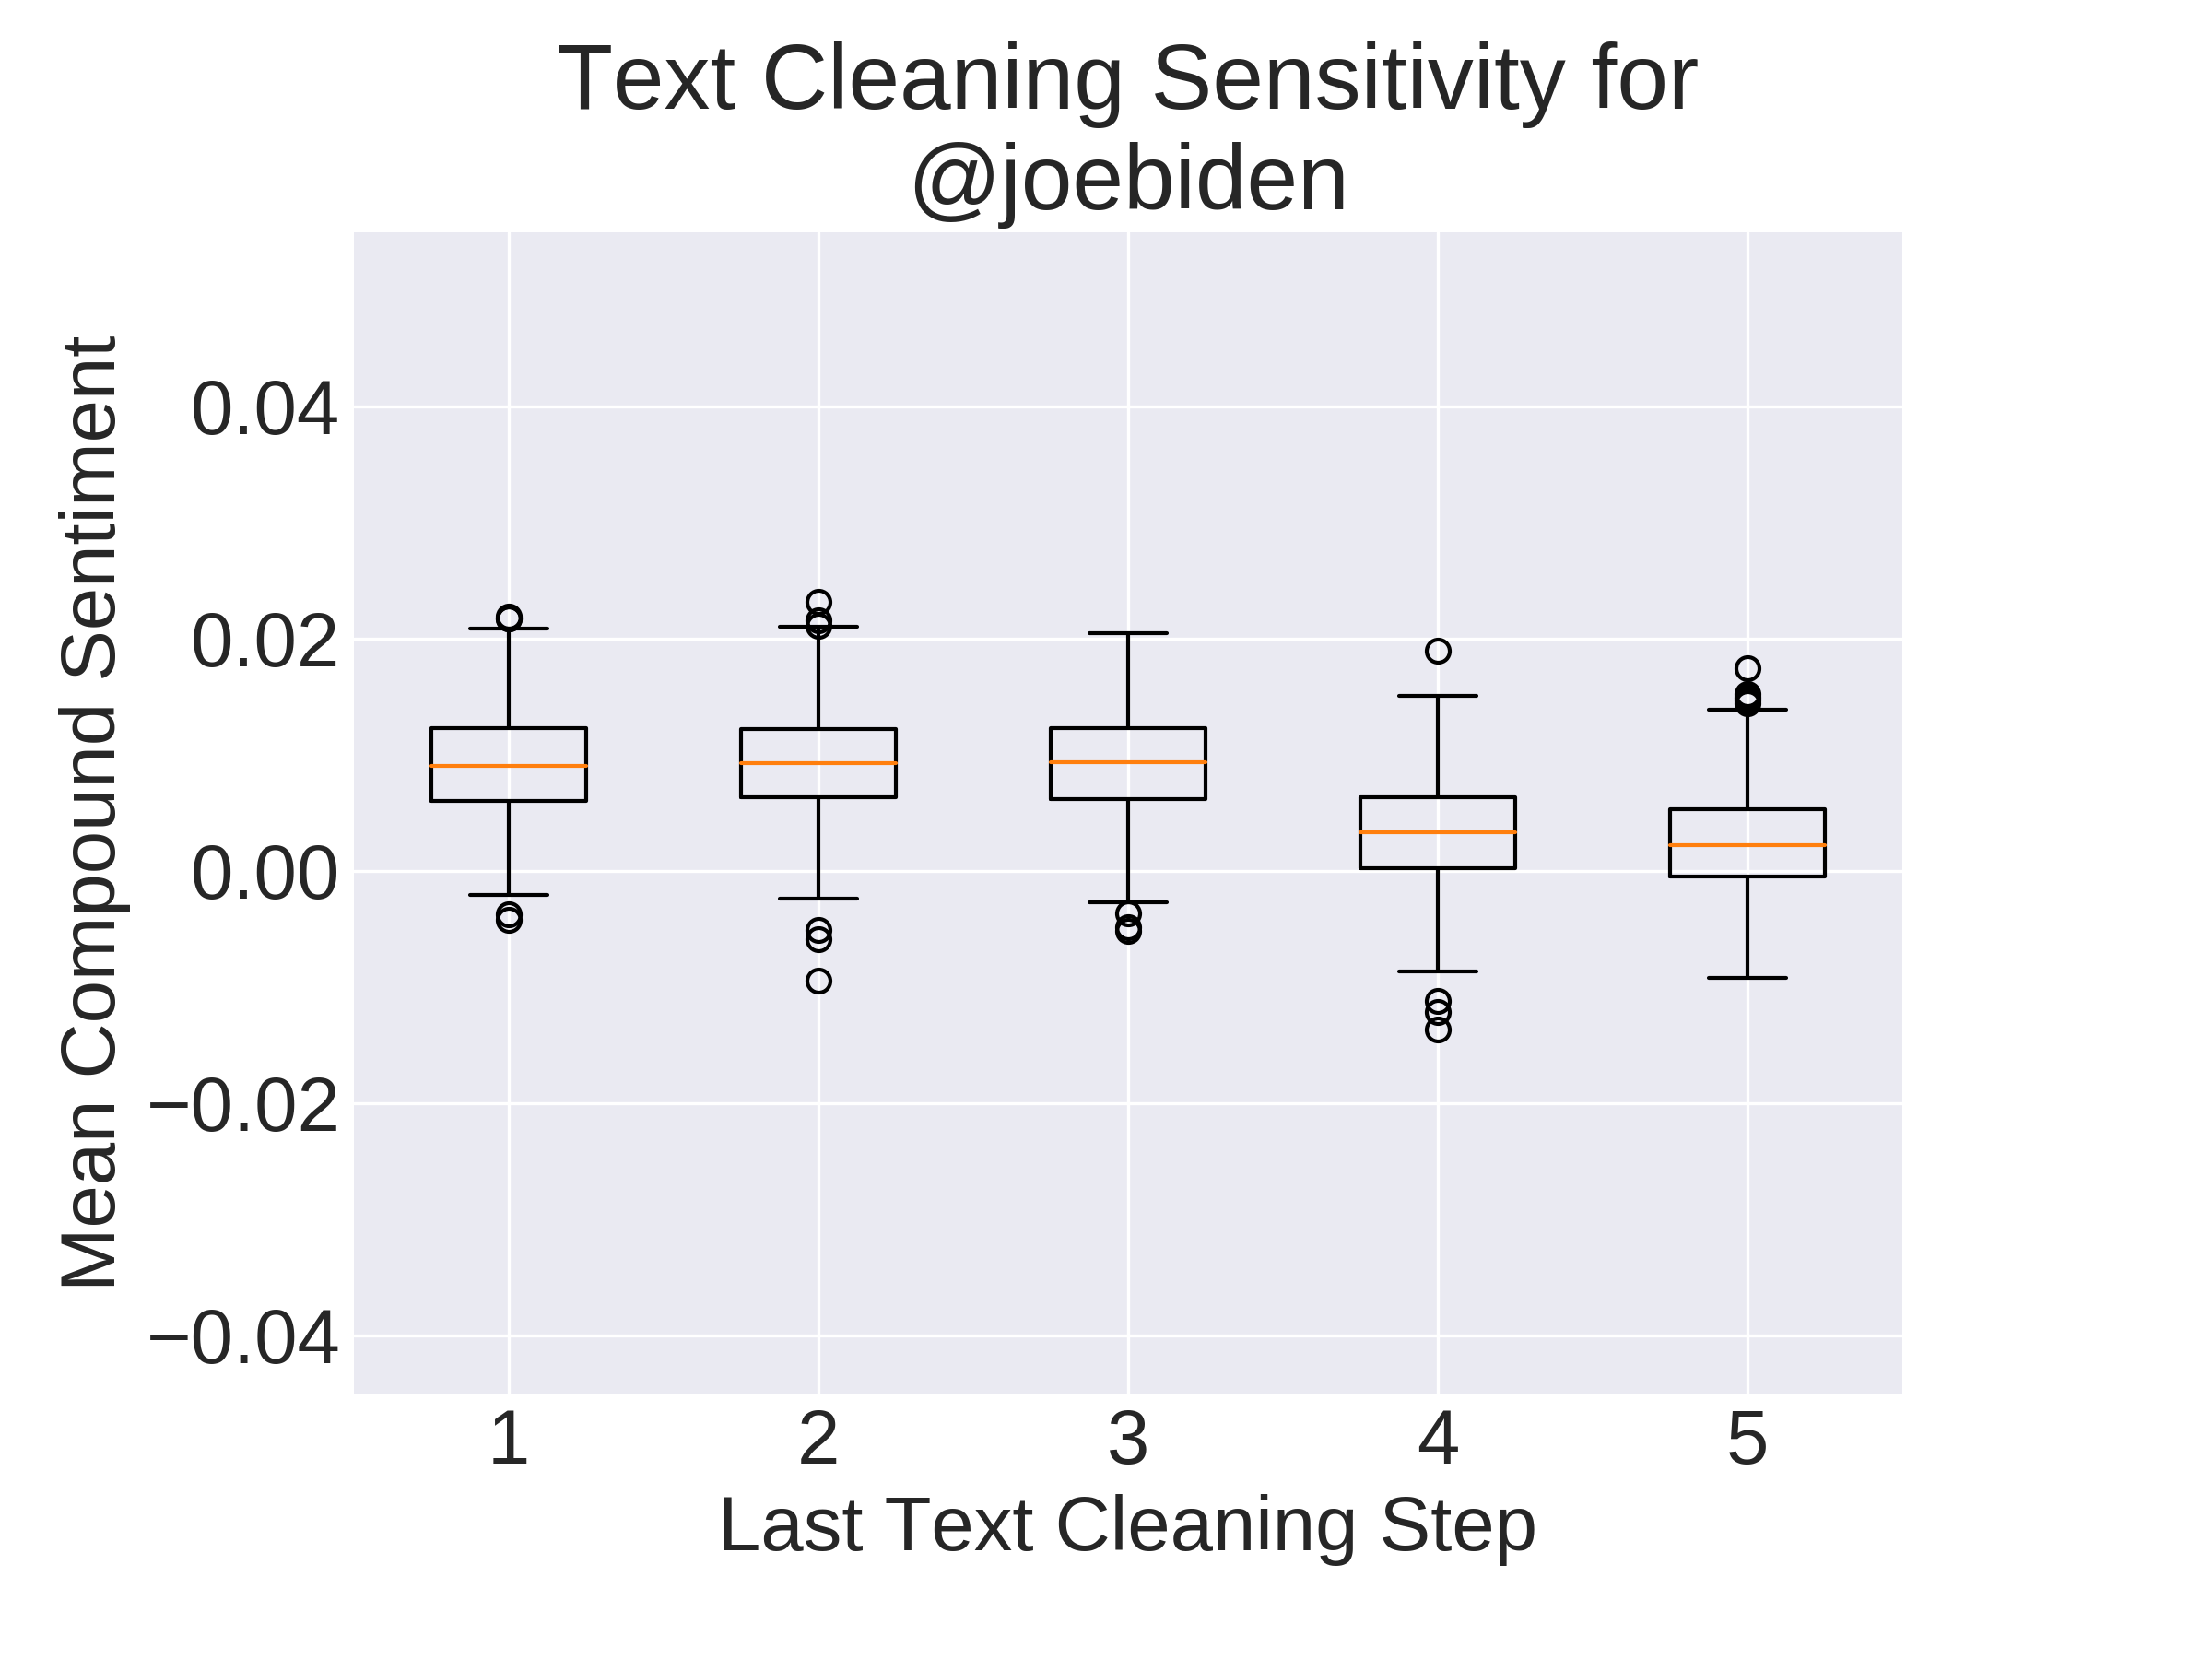 Text Cleaning Sensitivity for
@joebiden
Mean Compound Sentiment
0.04
0.02
0.00
−0.02
−0.04
1 2 3 4 5
Last Text Cleaning Step